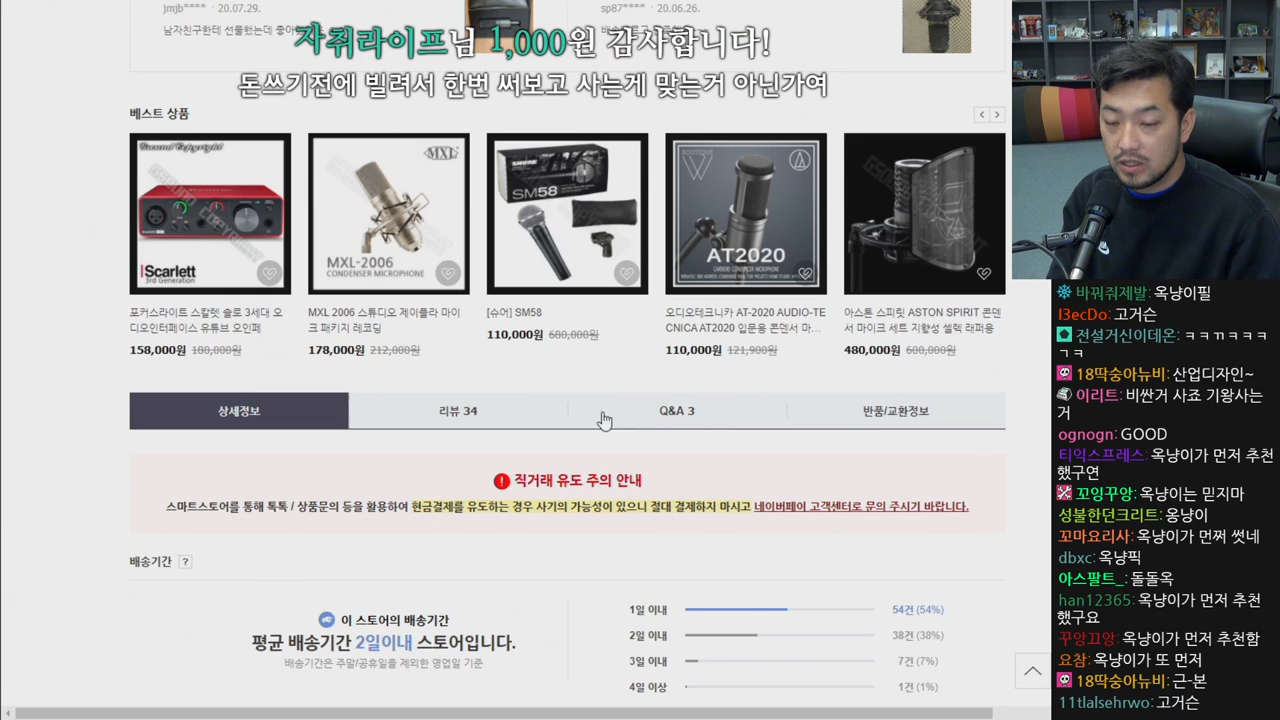 jmjb**** · 20.07.29.
sp87**** · 20.06.26.
자취라이프님 1,000원 감사합니다!
돈쓰기전에 빌려서 한번 써보고 사는게 맞는거 아닌가여
베스트 상품
Scarlett
3rd Generation
MXL
MXL-2006
CONDENSER MICROPHONE
SHURE
SM58
AT2020
포커스라이트 스칼렛 솔로 3세대 오
디오인터페이스 유튜브 오인페
158,000원 180,000원
MXL 2006 스튜디오 제이플라 마이
크 패키지 레코딩
178,000원 212,000원
[슈어] SM58
110,000원 680,000원
오디오테크니카 AT-2020 AUDIO-TE
CNICA AT2020 입문용 콘덴서 마...
110,000원 121,900원
아스톤 스피릿 ASTON SPIRIT 콘덴
서 마이크 세트 지향성 셀렉 래퍼용
480,000원 600,000원
상세정보
리뷰 34
Q&A 3
반품/교환정보
직거래 유도 주의 안내
스마트스토어를 통해 톡톡 / 상품문의 등을 활용하여 현금결제를 유도하는 경우 사기의 가능성이 있으니 절대 결제하지 마시고 네이버페이 고객센터로 문의 주시기 바랍니다.
배송기간 ?
이 스토어의 배송기간
평균 배송기간 2일이내 스토어입니다.
배송기간은 주말/공휴일을 제외한 영업일 기준
1일 이내 54건 (54%)
2일 이내 38건 (38%)
3일 이내 7건 (7%)
4일 이상 1건 (1%)
바꿔줘제발: 옥냥이필
l3ecDo: 고거슨
전설거신이데온: ㅋㅋㄲㅋㅋㅋ
ㄱㅋ
18딱숭아뉴비: 산업디자인~
이리트: 비싼거 사죠 기왕사는
거
ognogn: GOOD
티익스프레스: 옥냥이가 먼저 추천
했구연
꼬잉꾸앙: 옥냥이는 믿지마
성불한던크리트: 옹냥이
꼬마요리사: 옥냥이가 먼쩌 썻네
dbxc: 옥냥픽
아스팔트_: 돌돌옥
han12365: 옥냥이가 먼저 추천
했구요
꾸앙끄앙: 옥냥이가 먼저 추천함
요참: 옥냥이가 또 먼저
18딱숭아뉴비: 근-본
11tlalsehrwo: 고거슨